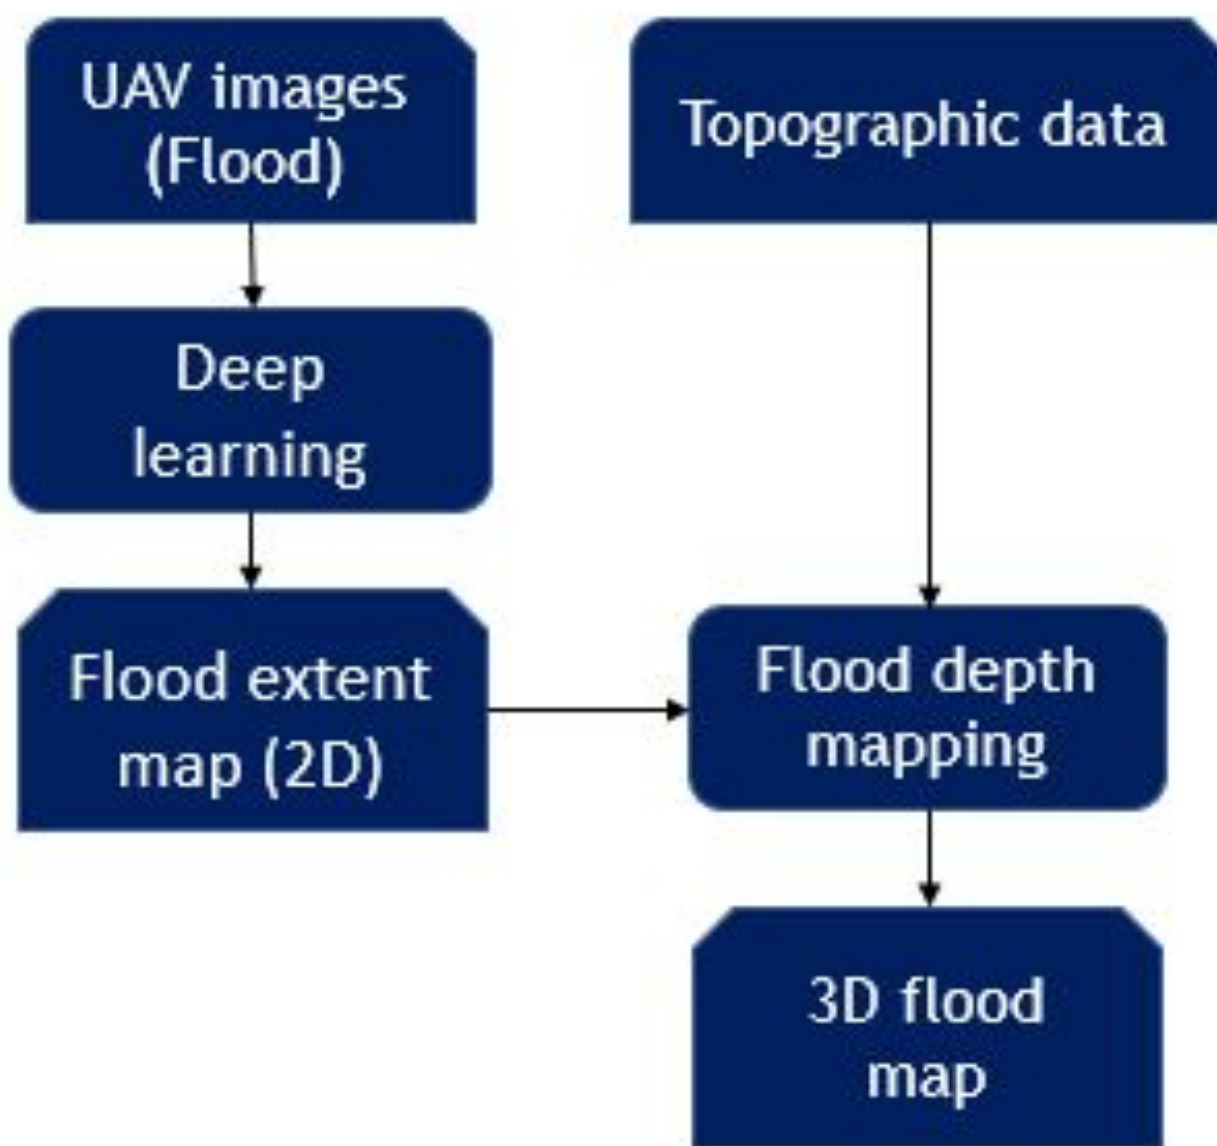 UAV images
(Flood)
Topographic data
Deep
learning
Flood extent
map (2D)
Flood depth
mapping
3D flood
map